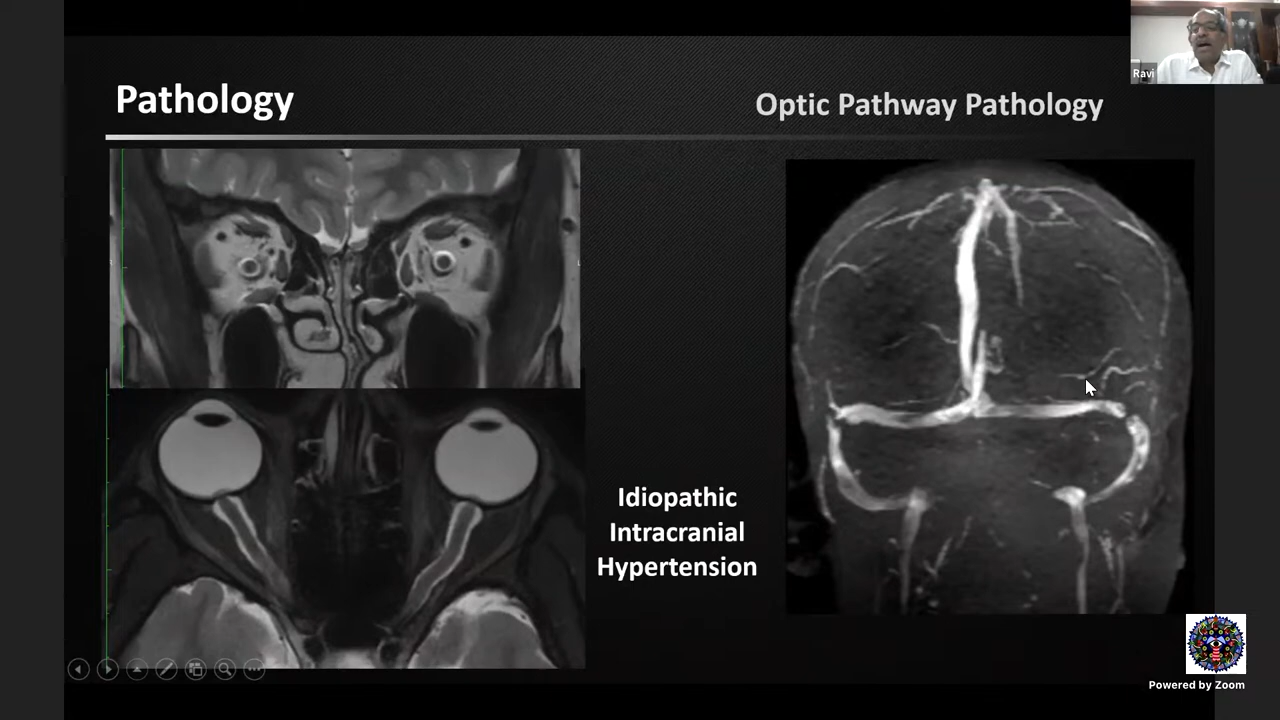 Pathology
Optic Pathway Pathology
Ravi
Idiopathic
Intracranial
Hypertension
Powered by Zoom